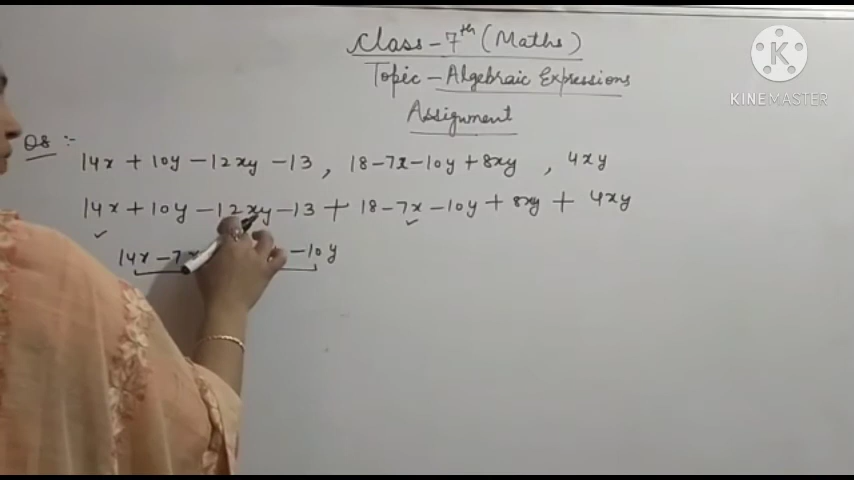 Class - 7th (Maths)
Topic - Algebraic Expressions
Assignment
Q8 :-
14x + 10y - 12xy - 13, 18 - 7x - 10y + 8xy, 4xy
14x + 10y - 12xy - 13 + 18 - 7x - 10y + 8xy + 4xy
14x - 7x - 10y
K
KINEMASTER